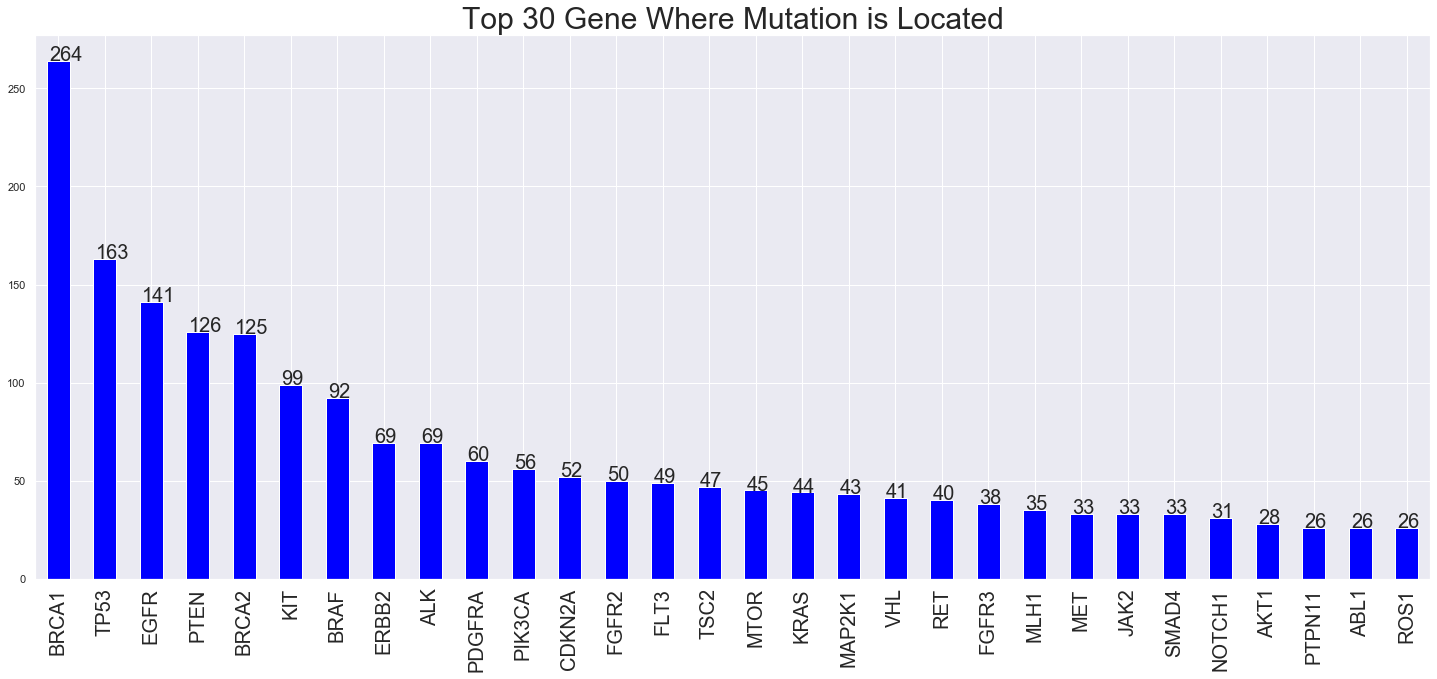 Top 30 Gene Where Mutation is Located
250
200
150
100
50
0
264
163
141
126
125
99
92
69
69
60
56
52
50
49
47
45
44
43
41
40
38
35
33
33
33
31
28
26
26
26
BRCA1
TP53
EGFR
PTEN
BRCA2
KIT
BRAF
ERBB2
ALK
PDGFRA
PIK3CA
CDKN2A
FGFR2
FLT3
TSC2
MTOR
KRAS
MAP2K1
VHL
RET
FGFR3
MLH1
MET
JAK2
SMAD4
NOTCH1
AKT1
PTPN11
ABL1
ROS1